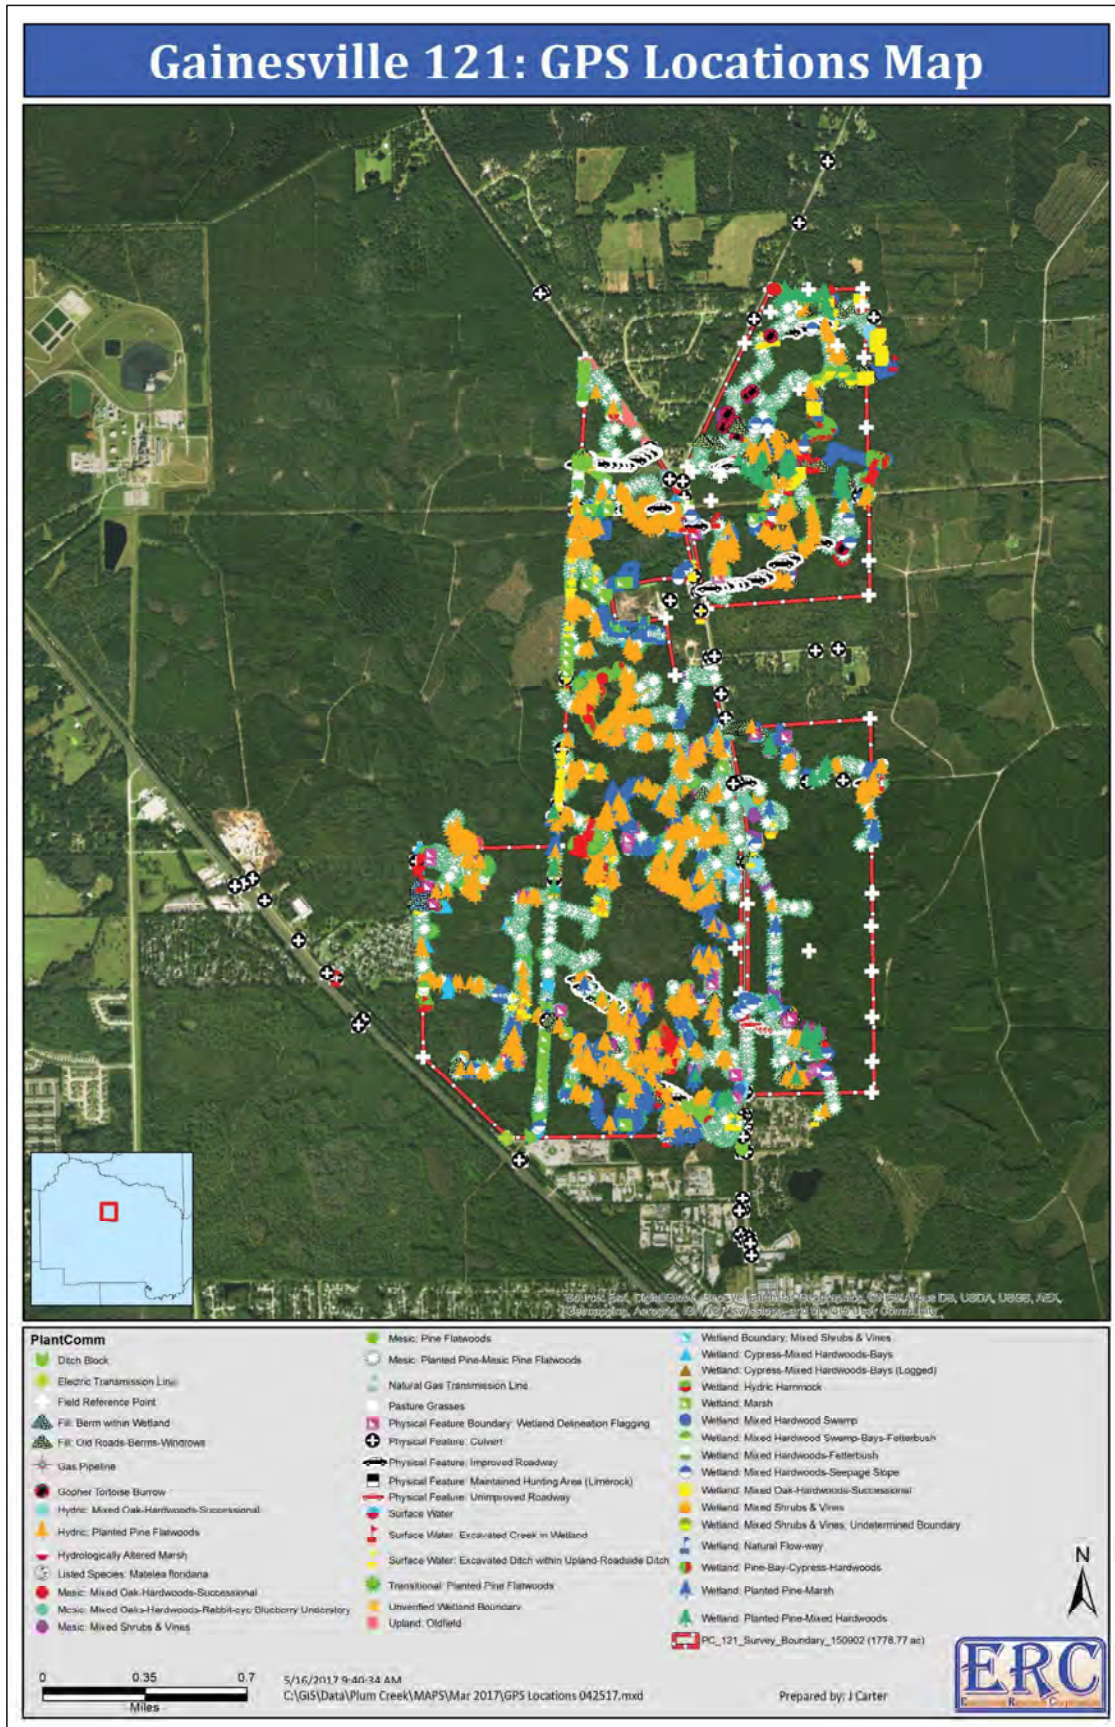 Gainesville 121: GPS Locations Map
PlantComm
Ditch Block
Electric Transmission Line
Field Reference Point
Fill: Berm within Wetland
Fill: Old Roads-Berms-Windrows
Gas Pipeline
Gopher Tortoise Burrow
Hydric: Mixed Oak-Hardwoods-Successional
Hydric: Planted Pine Flatwoods
Hydrologically Altered Marsh
Listed Species: Matelea floridana
Mesic: Mixed Oak-Hardwoods-Successional
Mesic: Mixed Oaks-Hardwoods-Rabbit-eye Blueberry Understory
Mesic: Mixed Shrubs & Vines
Mesic: Pine Flatwoods
Mesic: Planted Pine-Mesic Pine Flatwoods
Natural Gas Transmission Line
Pasture Grasses
Physical Feature Boundary: Wetland Delineation Flagging
Physical Feature: Culvert
Physical Feature: Improved Roadway
Physical Feature: Maintained Hunting Area (Limerock)
Physical Feature: Unimproved Roadway
Surface Water
Surface Water: Excavated Creek in Wetland
Surface Water: Excavated Ditch within Upland-Roadside Ditch
Transitional: Planted Pine Flatwoods
Unverified Wetland Boundary
Upland: Oldfield
Wetland Boundary: Mixed Shrubs & Vines
Wetland: Cypress-Mixed Hardwoods-Bays
Wetland: Cypress-Mixed Hardwoods-Bays (Logged)
Wetland: Hydric Hammock
Wetland: Marsh
Wetland: Mixed Hardwood Swamp
Wetland: Mixed Hardwood Swamp-Bays-Fetterbush
Wetland: Mixed Hardwoods-Fetterbush
Wetland: Mixed Hardwoods-Seepage Slope
Wetland: Mixed Oak-Hardwoods-Successional
Wetland: Mixed Shrubs & Vines
Wetland: Mixed Shrubs & Vines; Undetermined Boundary
Wetland: Natural Flow-way
Wetland: Pine-Bay-Cypress-Hardwoods
Wetland: Planted Pine-Marsh
Wetland: Planted Pine-Mixed Hardwoods
PC_121_Survey_Boundary_150902 (1778.77 ac)
N
0 0.35 0.7
Miles
5/16/2017 9:40:34 AM
C:\GIS\Data\Plum Creek\MAPS\Mar 2017\GPS Locations 042517.mxd
Prepared by: J Carter
ERC